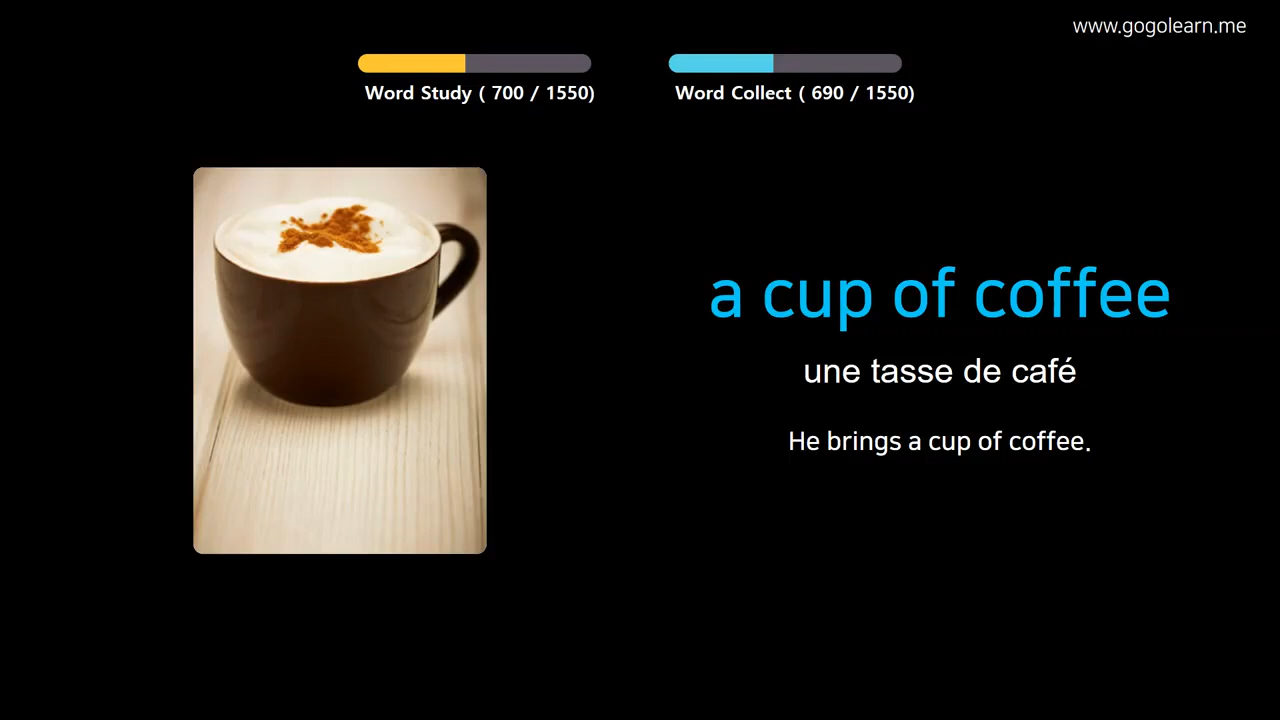 www.gogolearn.me
Word Study ( 700 / 1550)
Word Collect ( 690 / 1550)
a cup of coffee
une tasse de café
He brings a cup of coffee.